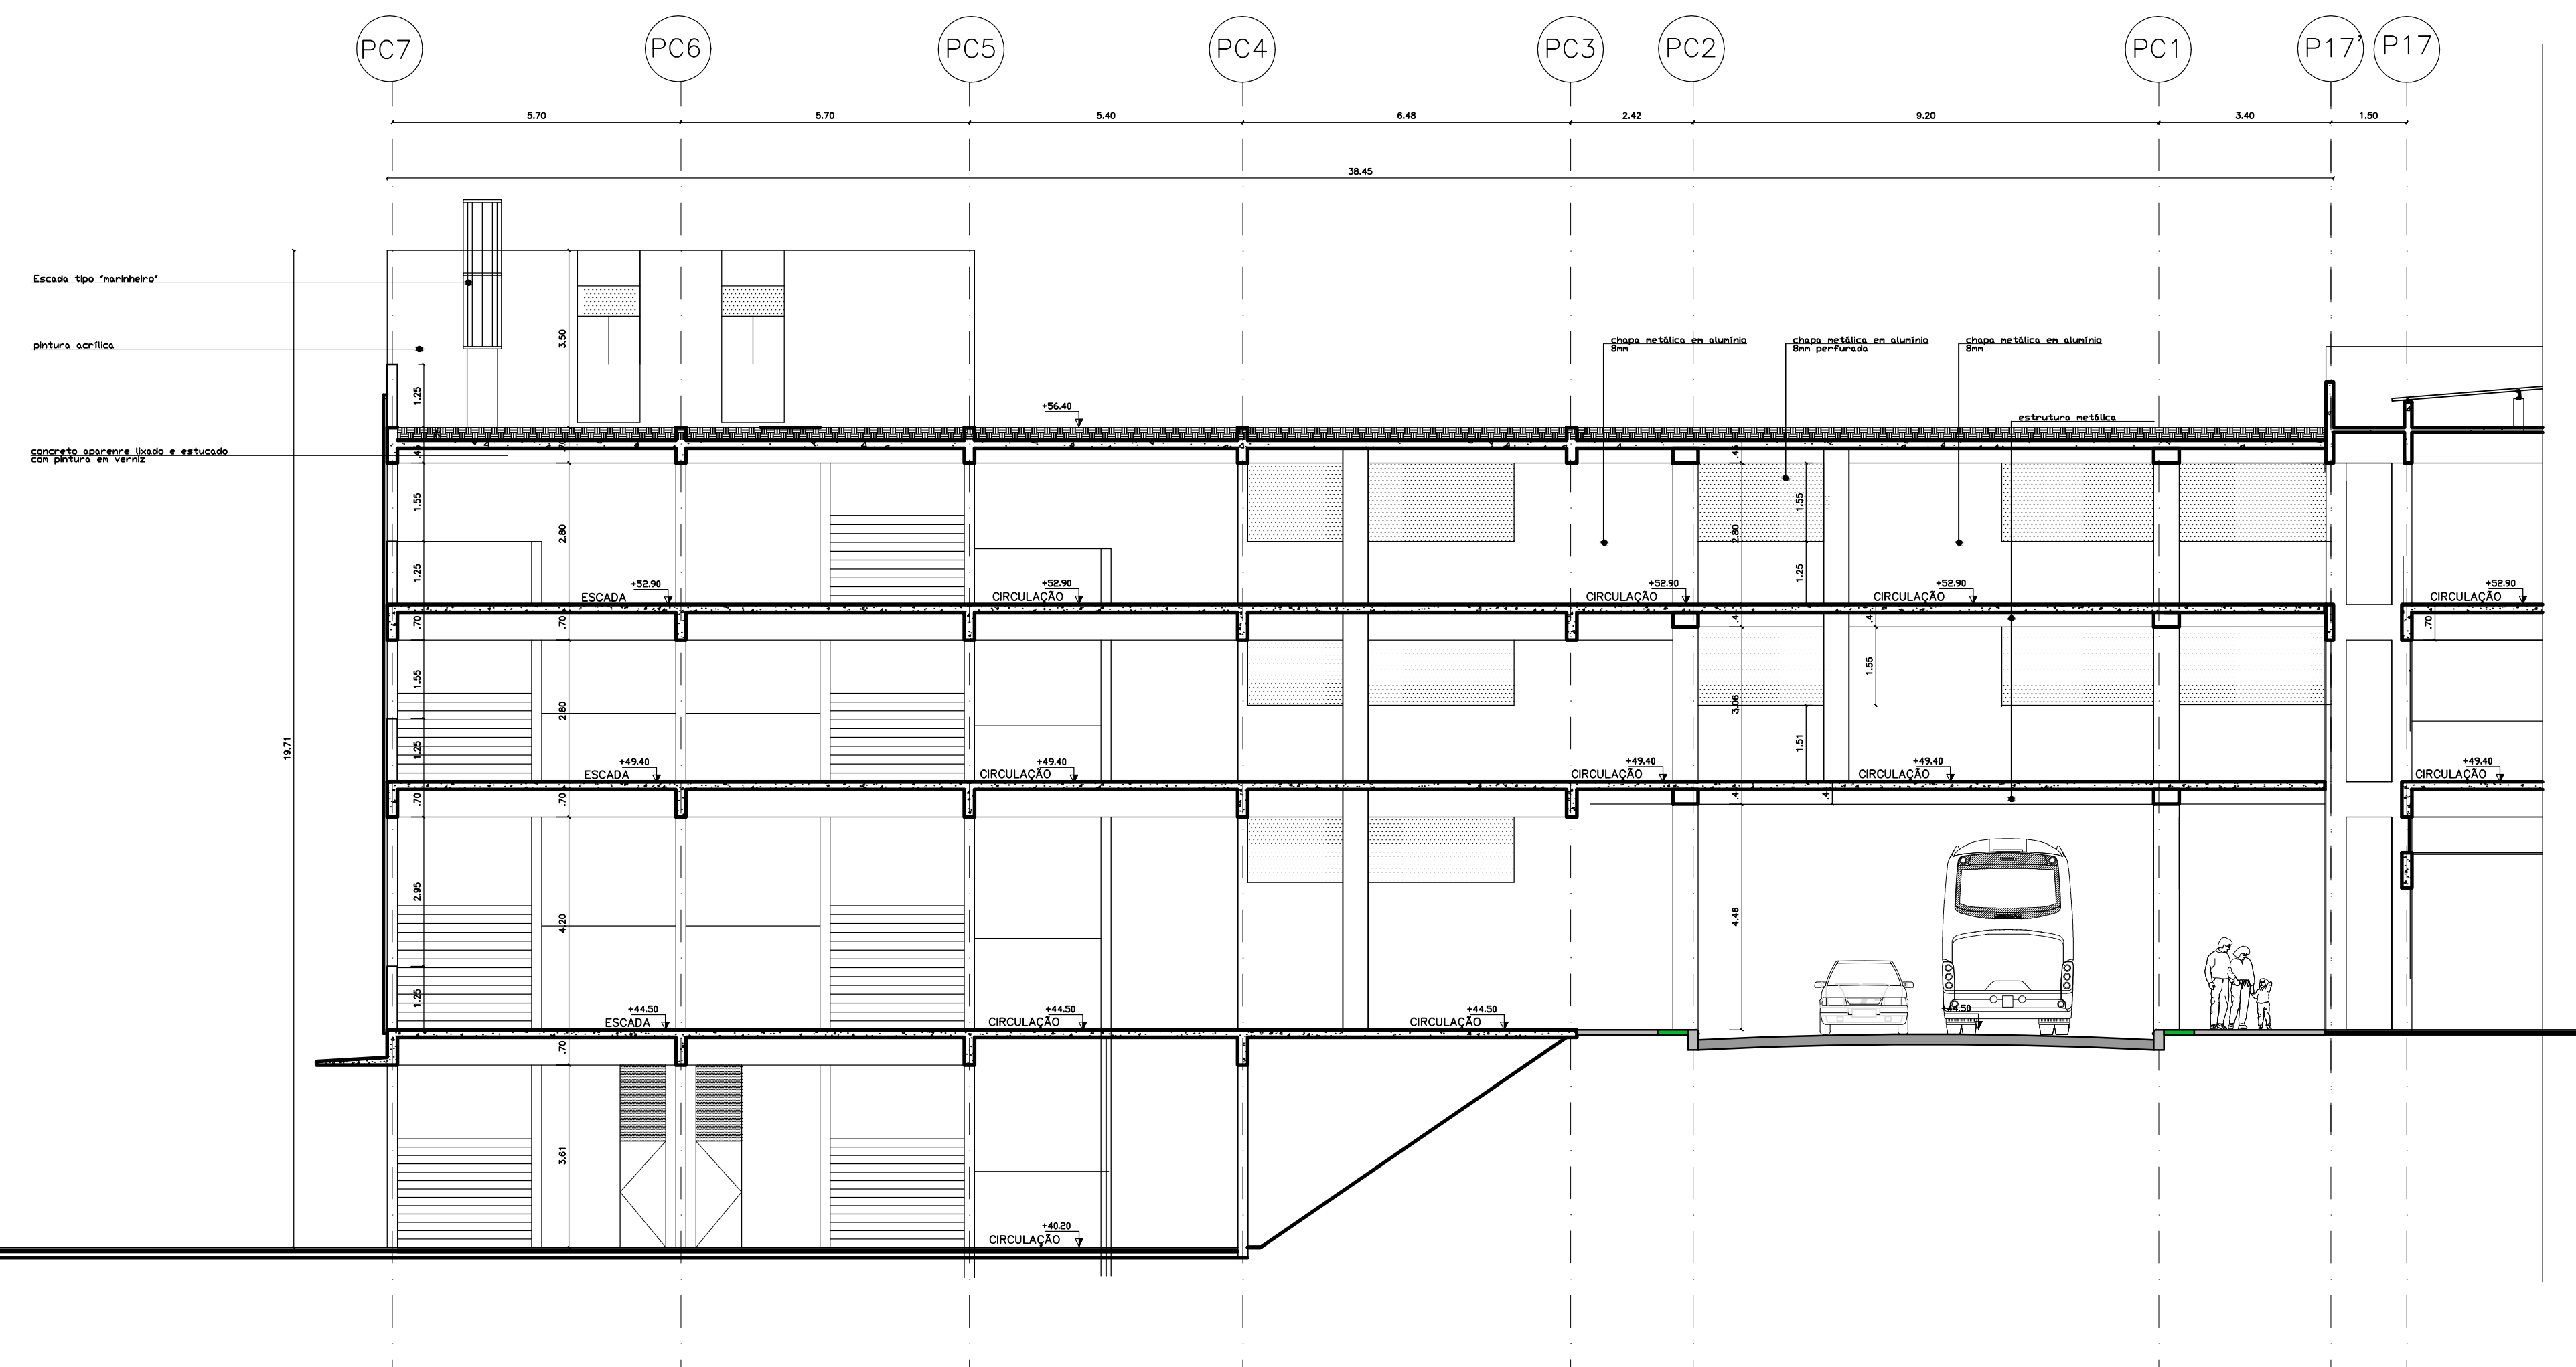 PC7 PC6 PC5 PC4 PC3 PC2 PC1 P17' P17
5.70 5.70 5.40 6.48 2.42 9.20 3.40 1.50
38.45
Escada tipo "marinheiro"
pintura acrílica
3.50
chapa metálica em alumínio
8mm
chapa metálica em alumínio
8mm perfurada
chapa metálica em alumínio
8mm
1.25
+56.40
estrutura metálica
concreto aparenre lixado e estucado
com pintura em verniz
1.55
2.80
1.55
2.80
1.25
1.25
+52.90 +52.90 +52.90 +52.90 +52.90
ESCADA CIRCULAÇÃO CIRCULAÇÃO CIRCULAÇÃO CIRCULAÇÃO
.70 .70 .70
1.55
2.80
1.55
3.06
19.71
1.25
1.51
+49.40 +49.40 +49.40 +49.40 +49.40
ESCADA CIRCULAÇÃO CIRCULAÇÃO CIRCULAÇÃO CIRCULAÇÃO
.70 .70
2.95
4.20
4.46
1.25
+44.50 +44.50 +44.50 +44.50
ESCADA CIRCULAÇÃO CIRCULAÇÃO
.70
3.61
+40.20
CIRCULAÇÃO